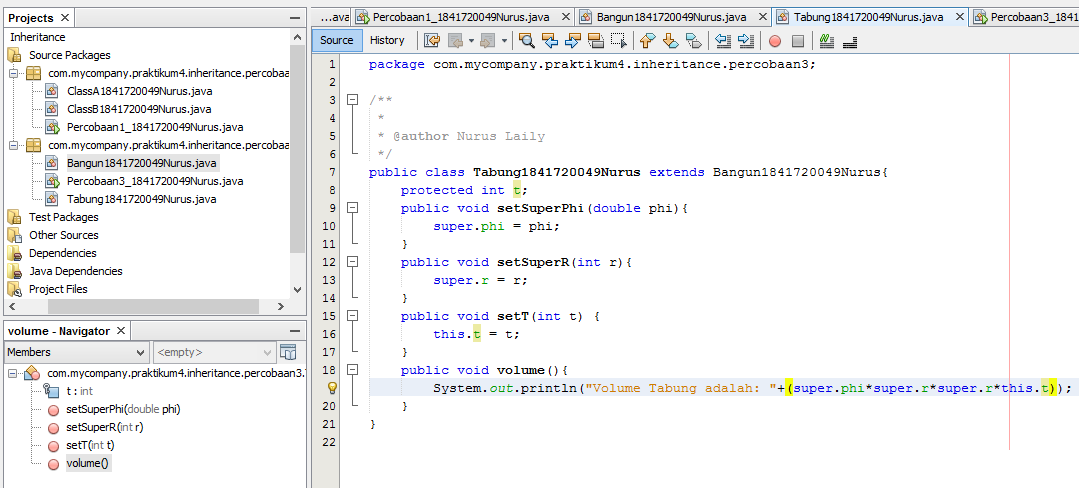 Projects
Inheritance
Source Packages
com.mycompany.praktikum4.inheritance.percobaa
ClassA1841720049Nurus.java
ClassB1841720049Nurus.java
Percobaan1_1841720049Nurus.java
com.mycompany.praktikum4.inheritance.percobaa
Bangun1841720049Nurus.java
Percobaan3_1841720049Nurus.java
Tabung1841720049Nurus.java
Test Packages
Other Sources
Dependencies
Java Dependencies
Project Files
volume - Navigator
Members <empty>
com.mycompany.praktikum4.inheritance.percobaan3.
t : int
setSuperPhi(double phi)
setSuperR(int r)
setT(int t)
volume()
...ava Percobaan1_1841720049Nurus.java Bangun1841720049Nurus.java Tabung1841720049Nurus.java Percobaan3_1841720049N
Source History
1 package com.mycompany.praktikum4.inheritance.percobaan3;
2
3 /**
4 *
5 * @author Nurus Laily
6 */
7 public class Tabung1841720049Nurus extends Bangun1841720049Nurus{
8 protected int t;
9 public void setSuperPhi(double phi){
10 super.phi = phi;
11 }
12 public void setSuperR(int r){
13 super.r = r;
14 }
15 public void setT(int t) {
16 this.t = t;
17 }
18 public void volume(){
System.out.println("Volume Tabung adalah: "+(super.phi*super.r*super.r*this.t));
20 }
21 }
22